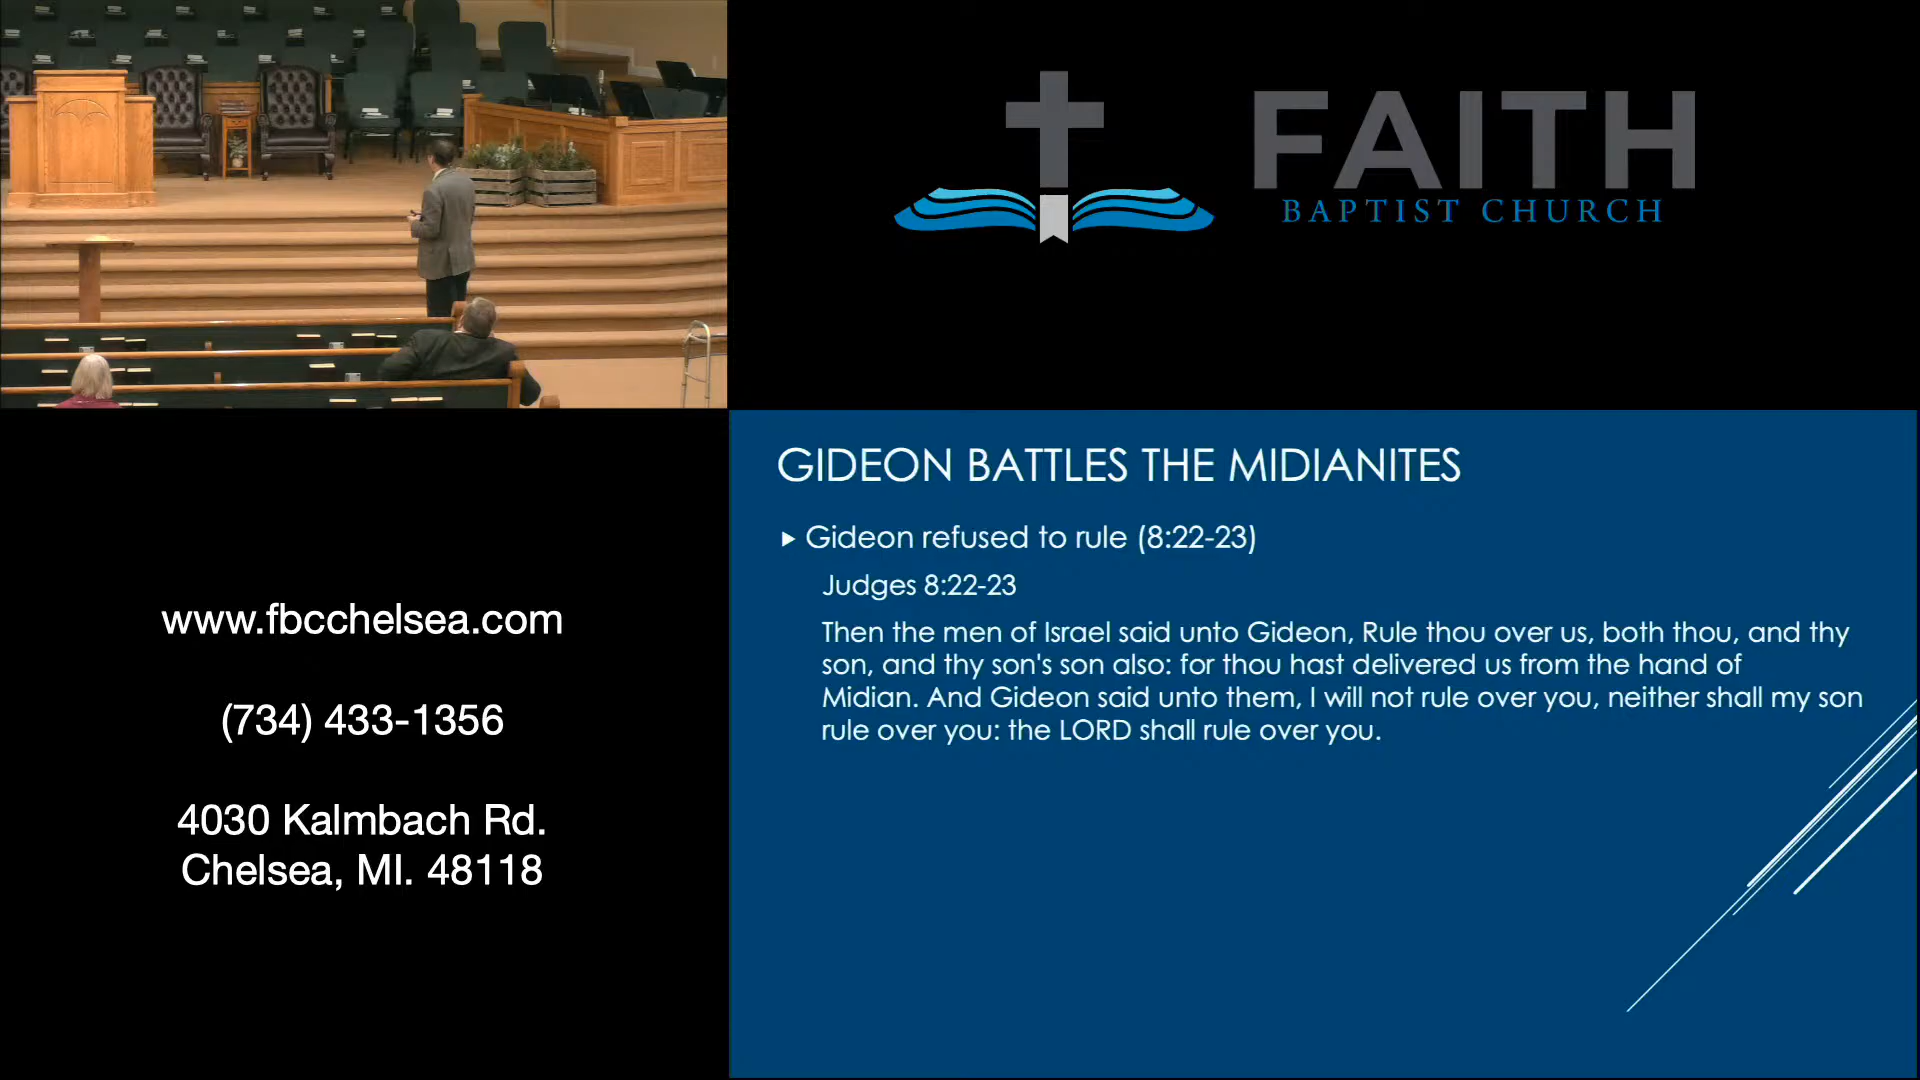 FAITH
BAPTIST CHURCH
GIDEON BATTLES THE MIDIANITES
Gideon refused to rule (8:22-23)
Judges 8:22-23
Then the men of Israel said unto Gideon, Rule thou over us, both thou, and thy
son, and thy son's son also: for thou hast delivered us from the hand of
Midian. And Gideon said unto them, I will not rule over you, neither shall my son
rule over you: the LORD shall rule over you.
www.fbcchelsea.com
(734) 433-1356
4030 Kalmbach Rd.
Chelsea, MI. 48118